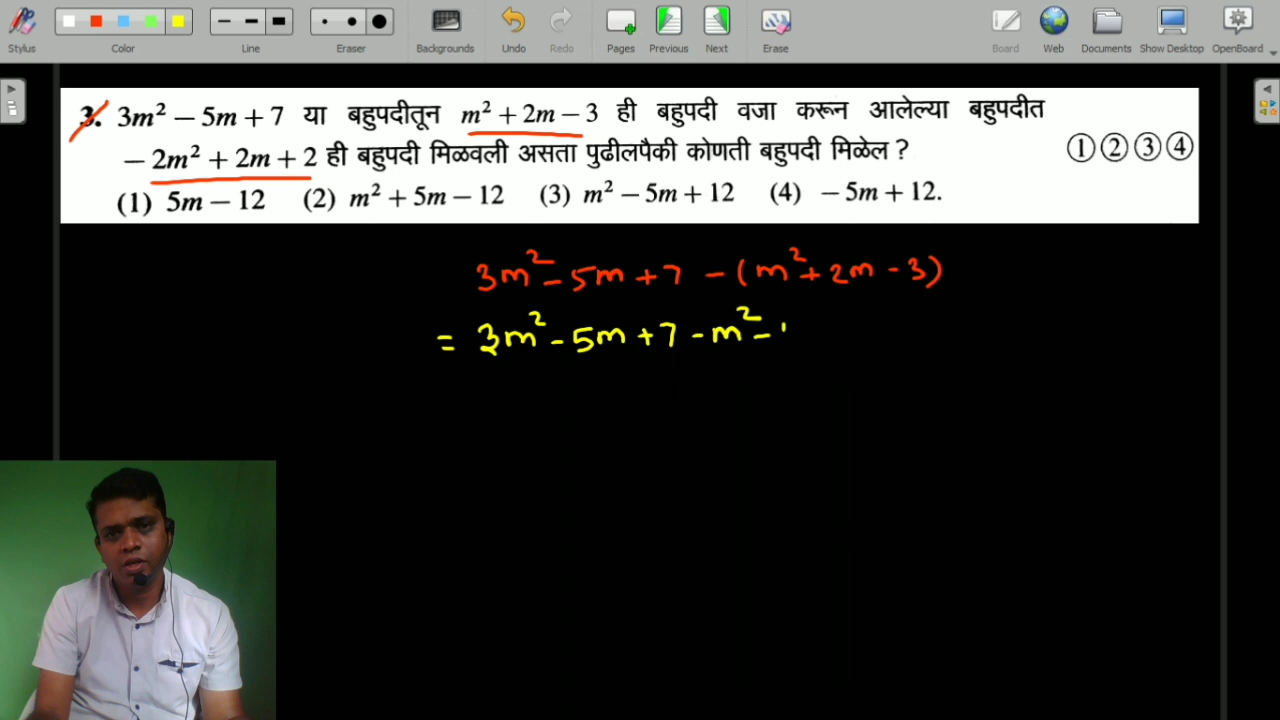 Stylus Color Line Eraser Backgrounds Undo Redo Pages Previous Next Erase Board Web Documents Show Desktop OpenBoard
3. 3m² − 5m + 7 या बहुपदीतून m² + 2m − 3 ही बहुपदी वजा करून आलेल्या बहुपदीत
− 2m² + 2m + 2 ही बहुपदी मिळवली असता पुढीलपैकी कोणती बहुपदी मिळेल ? ① ② ③ ④
(1) 5m − 12 (2) m² + 5m − 12 (3) m² − 5m + 12 (4) − 5m + 12.
3m² − 5m + 7 − (m² + 2m − 3)
= 3m² − 5m + 7 − m² −